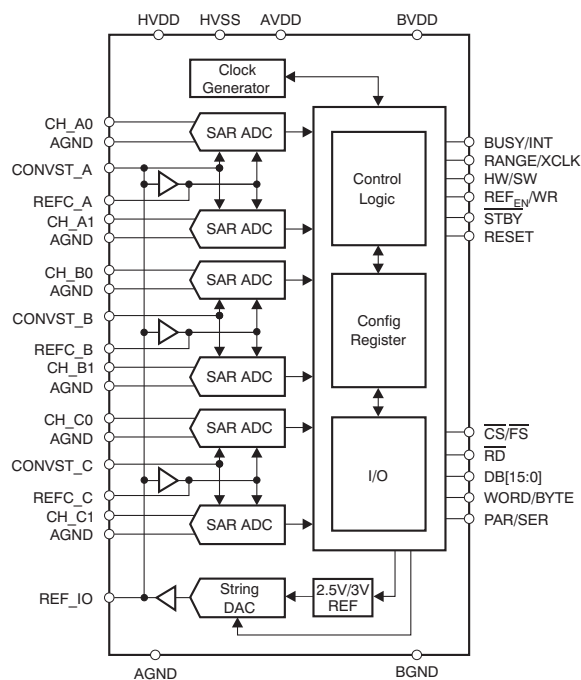 HVDD HVSS AVDD BVDD
Clock
Generator
CH_A0
AGND
SAR ADC
CONVST_A
REFC_A
CH_A1
AGND
SAR ADC
CH_B0
AGND
SAR ADC
CONVST_B
REFC_B
CH_B1
AGND
SAR ADC
CH_C0
AGND
SAR ADC
CONVST_C
REFC_C
CH_C1
AGND
SAR ADC
REF_IO
String
DAC
2.5V/3V
REF
Control
Logic
Config
Register
I/O
BUSY/INT
RANGE/XCLK
HW/SW
REFEN/WR
STBY
RESET
CS/FS
RD
DB[15:0]
WORD/BYTE
PAR/SER
AGND BGND